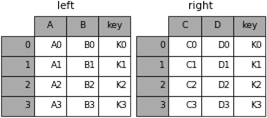 left right
A B key C D key
0 A0 B0 K0 0 C0 D0 K0
1 A1 B1 K1 1 C1 D1 K1
2 A2 B2 K2 2 C2 D2 K2
3 A3 B3 K3 3 C3 D3 K3